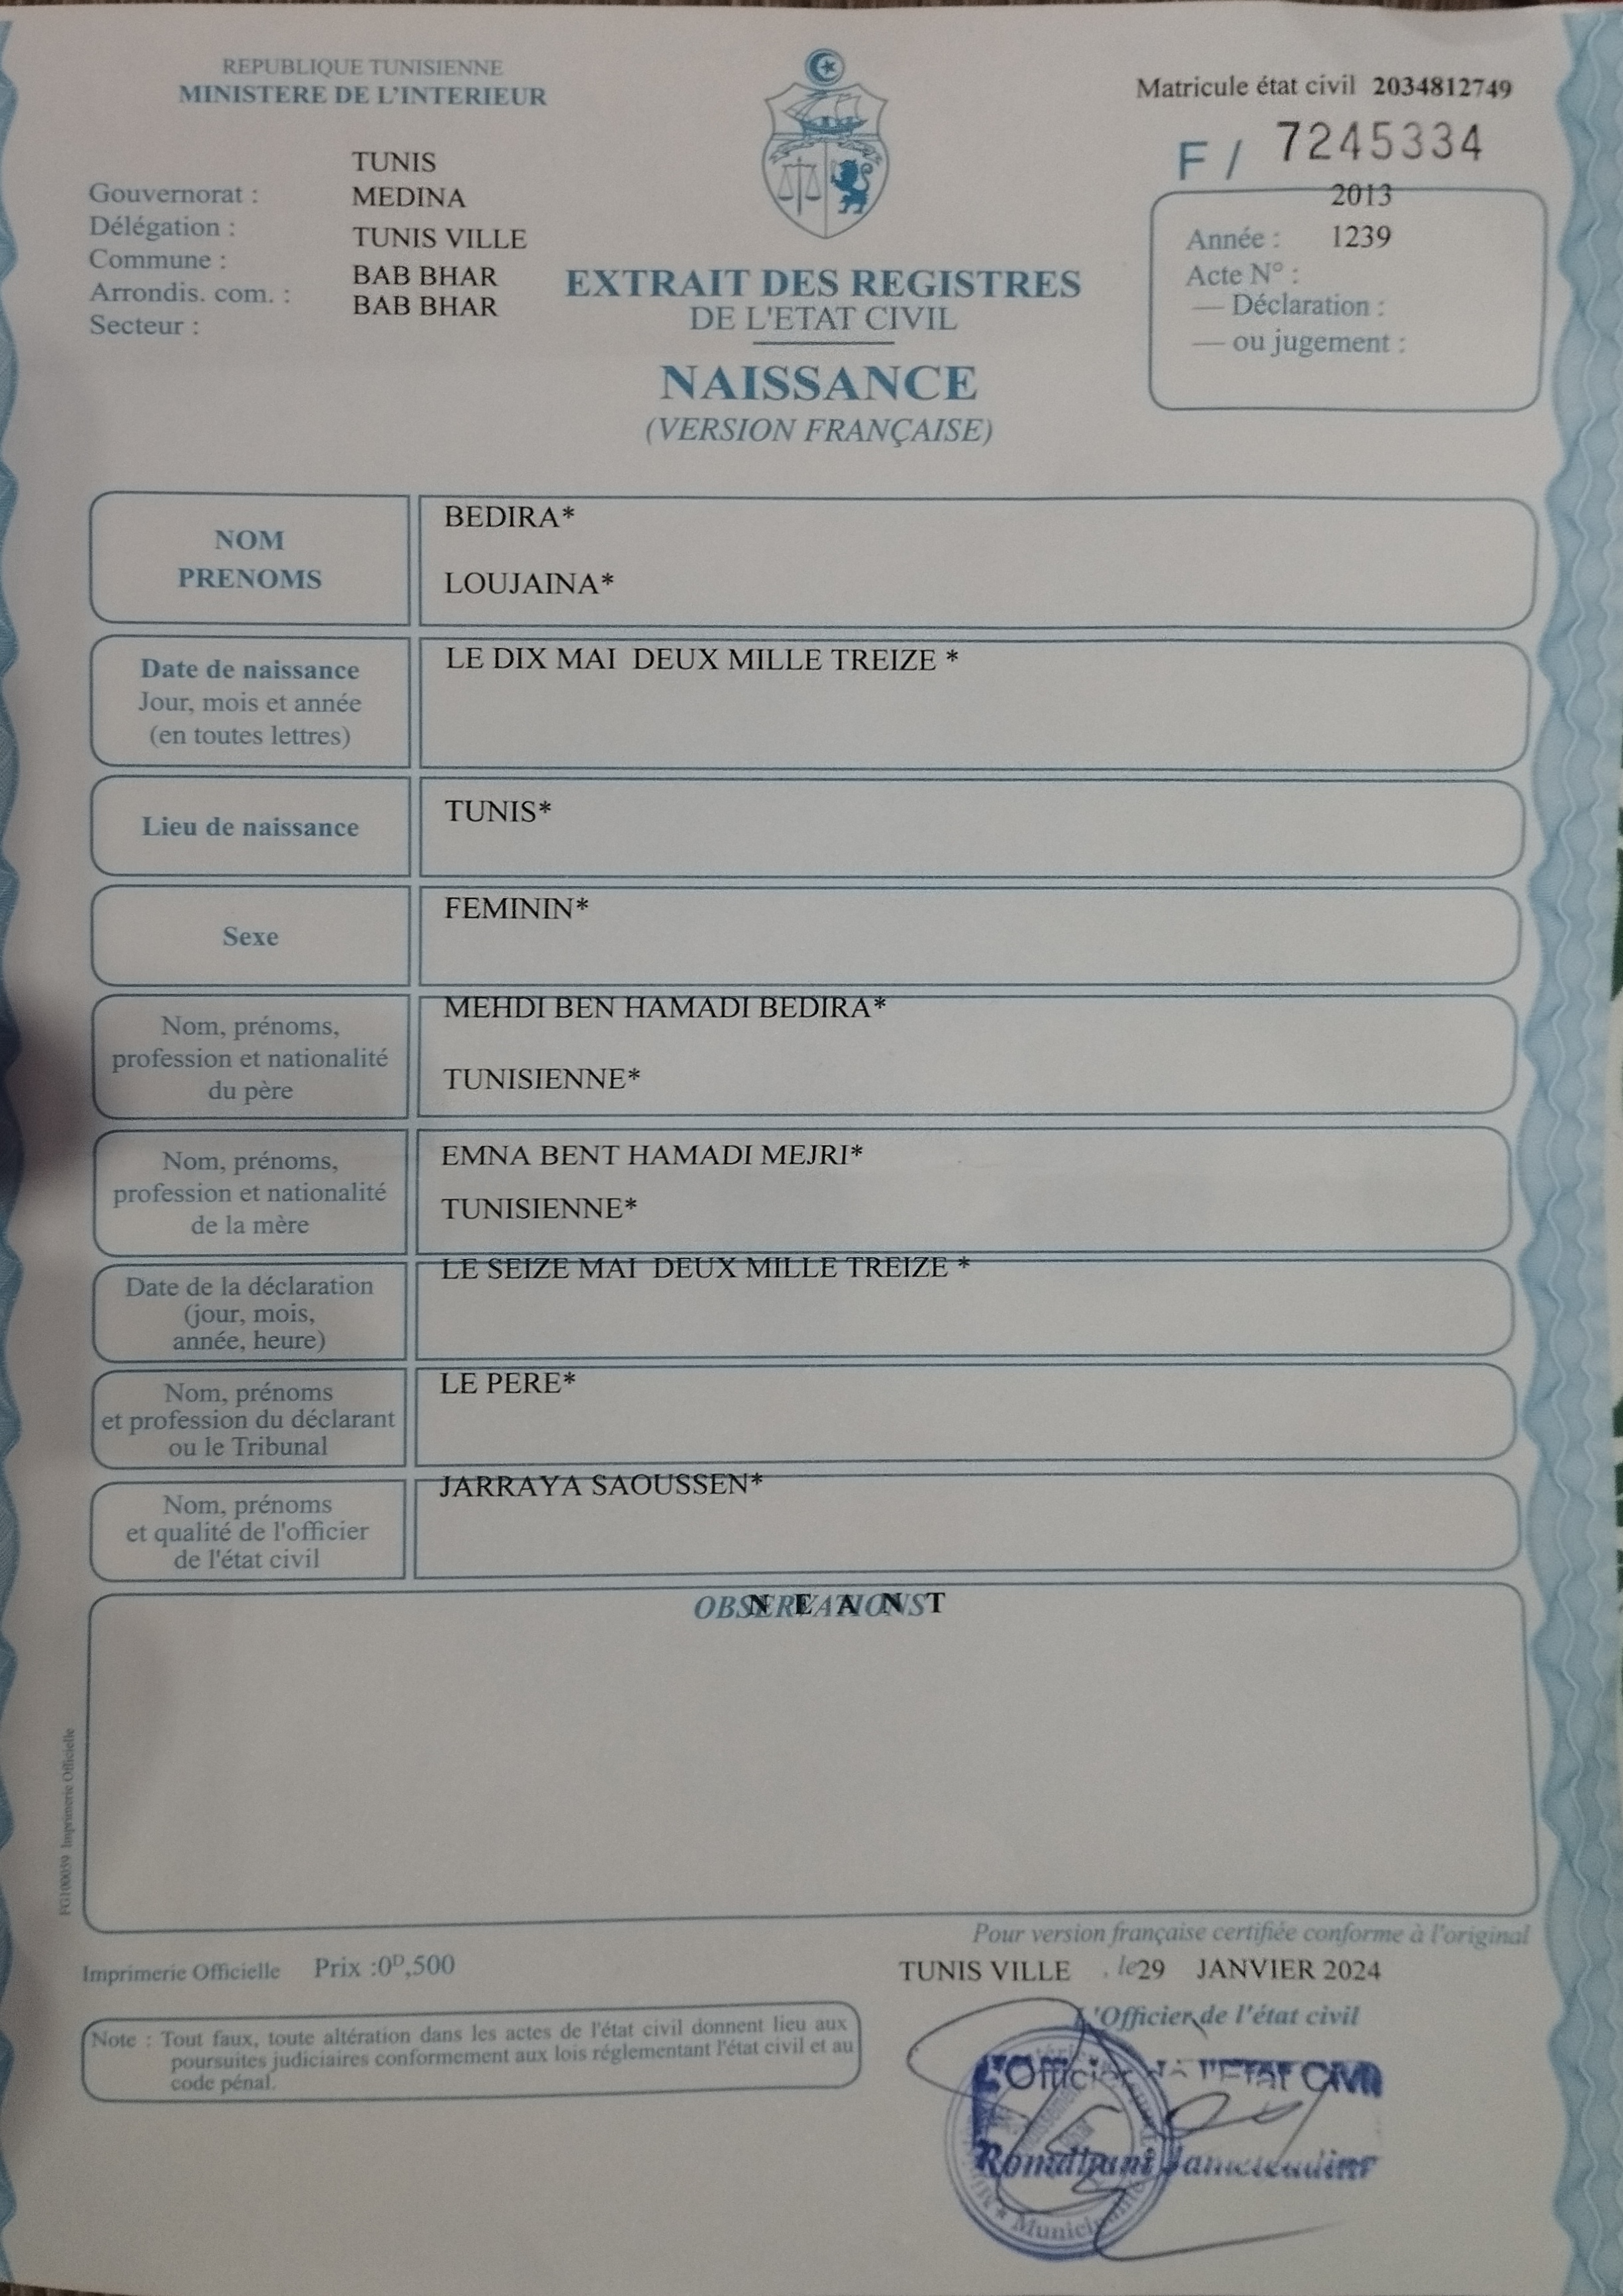 REPUBLIQUE TUNISIENNE
MINISTERE DE L'INTERIEUR
Matricule état civil 2034812749
F / 7245334
TUNIS
Gouvernorat : MEDINA
Délégation : TUNIS VILLE
Commune : BAB BHAR
Arrondis. com. : BAB BHAR
Secteur :
2013
Année : 1239
Acte N° :
— Déclaration :
— ou jugement :
EXTRAIT DES REGISTRES
DE L'ETAT CIVIL
NAISSANCE
(VERSION FRANÇAISE)
NOM
PRENOMS
BEDIRA*
LOUJAINA*
Date de naissance
Jour, mois et année
(en toutes lettres)
LE DIX MAI DEUX MILLE TREIZE *
Lieu de naissance
TUNIS*
Sexe
FEMININ*
Nom, prénoms,
profession et nationalité
du père
MEHDI BEN HAMADI BEDIRA*
TUNISIENNE*
Nom, prénoms,
profession et nationalité
de la mère
EMNA BENT HAMADI MEJRI*
TUNISIENNE*
Date de la déclaration
(jour, mois,
année, heure)
LE SEIZE MAI DEUX MILLE TREIZE *
Nom, prénoms
et profession du déclarant
ou le Tribunal
LE PERE*
Nom, prénoms
et qualité de l'officier
de l'état civil
JARRAYA SAOUSSEN*
OBSERVATIONS
N E A N T
FG100039 Imprimerie Officielle
Pour version française certifiée conforme à l'original
Imprimerie Officielle Prix :0ᴰ,500
TUNIS VILLE , le 29 JANVIER 2024
L'Officier de l'état civil
Note : Tout faux, toute altération dans les actes de l'état civil donnent lieu aux
poursuites judiciaires conformement aux lois réglementant l'état civil et au
code pénal.
L'Officier de l'Etat Civil
Romdhani